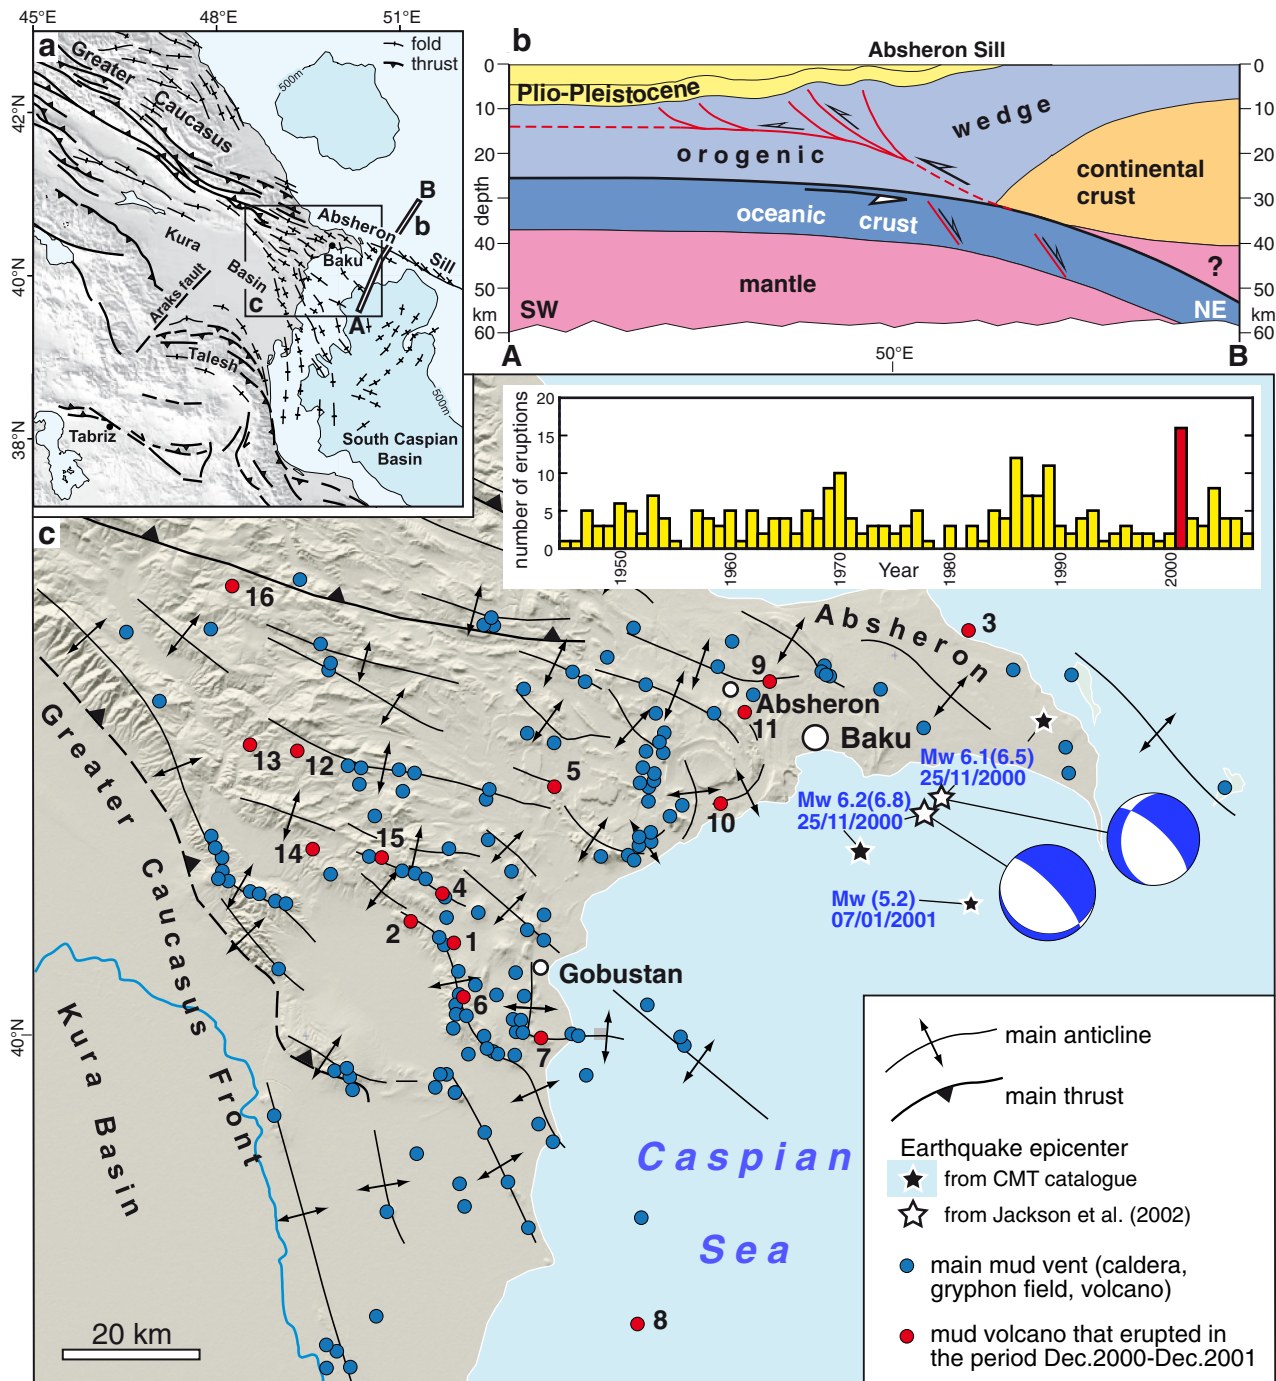 45°E
48°E
51°E
42°N
40°N
38°N
a
fold
thrust
Greater
Caucasus
500m
Kura
Basin
Araks fault
Talesh
Tabriz
Absheron
Sill
Baku
B
b
A
c
500m
South Caspian
Basin
b
Absheron Sill
0
10
20
30
40
50
km
60
depth
0
10
20
30
40
50
km
60
Plio-Pleistocene
orogenic
wedge
continental
crust
oceanic
crust
mantle
?
SW
NE
A
50°E
B
number of eruptions
20
15
10
5
0
1950
1960
1970
1980
1990
2000
Year
c
40°N
16
3
9
11
13
12
5
10
15
14
4
2
1
6
7
8
Absheron
Absheron
Baku
Gobustan
Mw 6.1(6.5)
25/11/2000
Mw 6.2(6.8)
25/11/2000
Mw (5.2)
07/01/2001
Greater
Caucasus
Front
Kura Basin
Caspian
Sea
20 km
main anticline
main thrust
Earthquake epicenter
from CMT catalogue
from Jackson et al. (2002)
main mud vent (caldera,
gryphon field, volcano)
mud volcano that erupted in
the period Dec.2000-Dec.2001